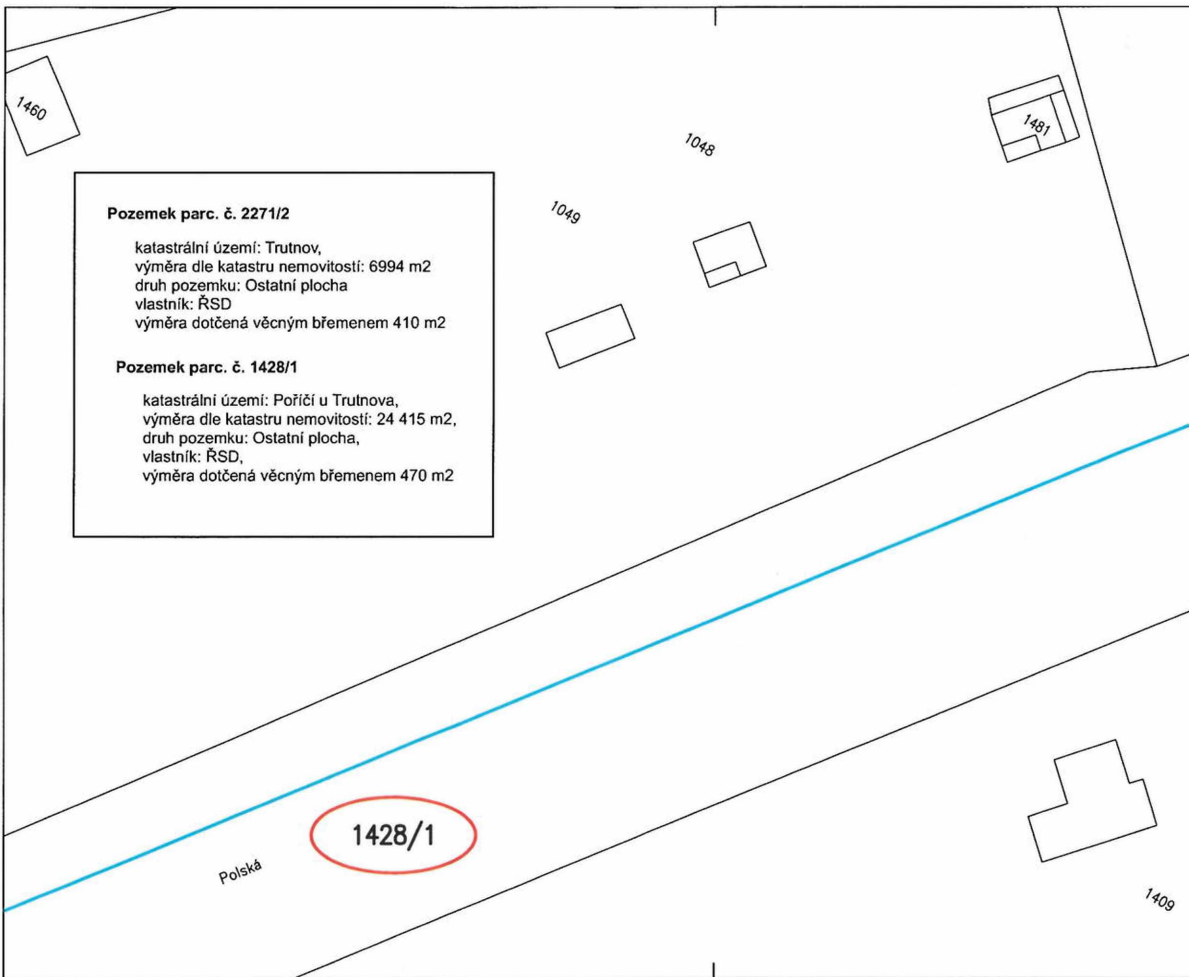 1460
1048
1481
1049
Pozemek parc. č. 2271/2
katastrální území: Trutnov,
výměra dle katastru nemovitostí: 6994 m2
druh pozemku: Ostatní plocha
vlastník: ŘSD
výměra dotčená věcným břemenem 410 m2
Pozemek parc. č. 1428/1
katastrální území: Poříčí u Trutnova,
výměra dle katastru nemovitostí: 24 415 m2,
druh pozemku: Ostatní plocha,
vlastník: ŘSD,
výměra dotčená věcným břemenem 470 m2
1428/1
Polská
1409